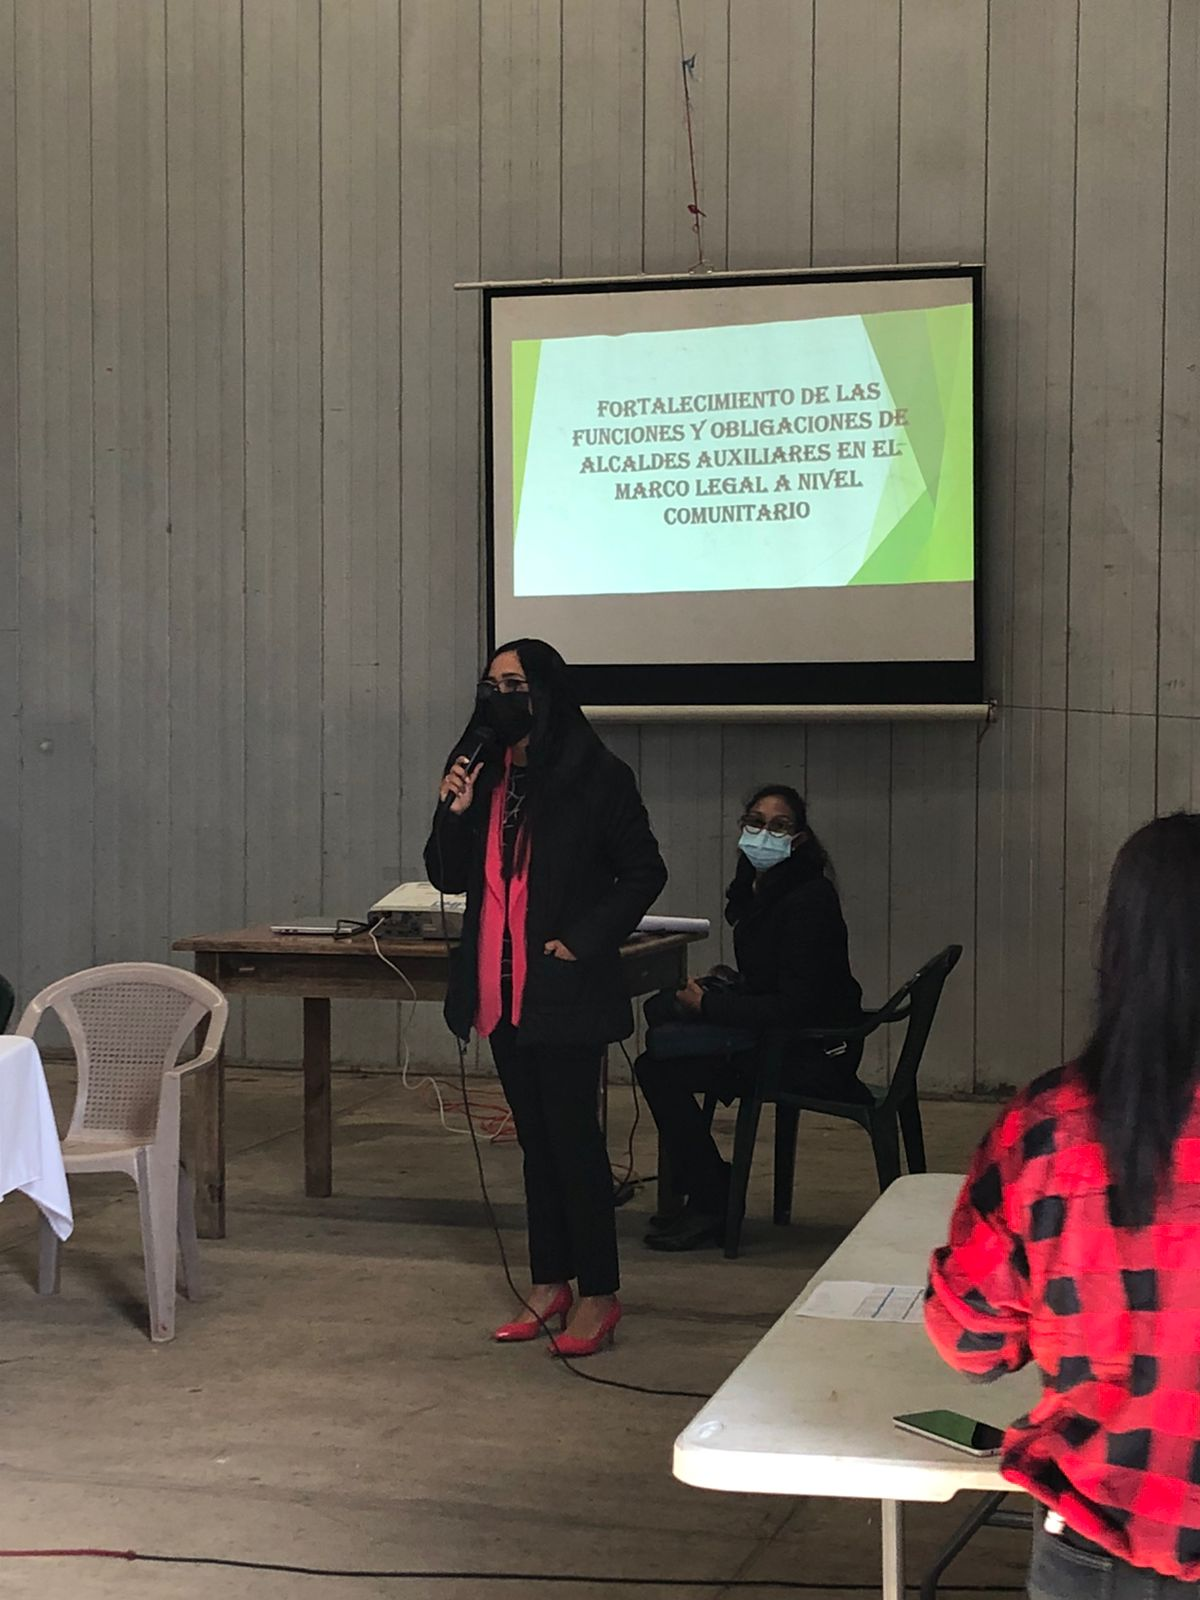 FORTALECIMIENTO DE LAS
FUNCIONES Y OBLIGACIONES DE
ALCALDES AUXILIARES EN EL
MARCO LEGAL A NIVEL
COMUNITARIO